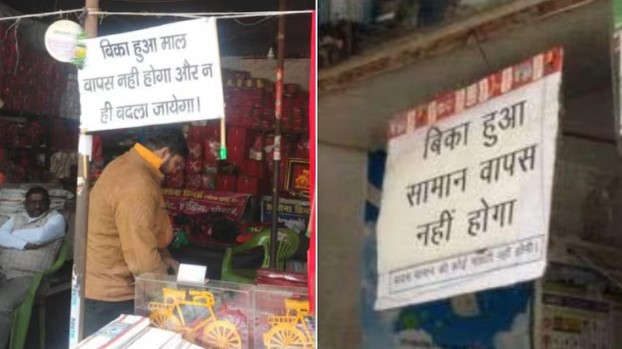 बिका हुआ माल
वापस नही होगा और न
ही बदला जायेगा।
बिका हुआ
सामान वापस
नहीं होगा